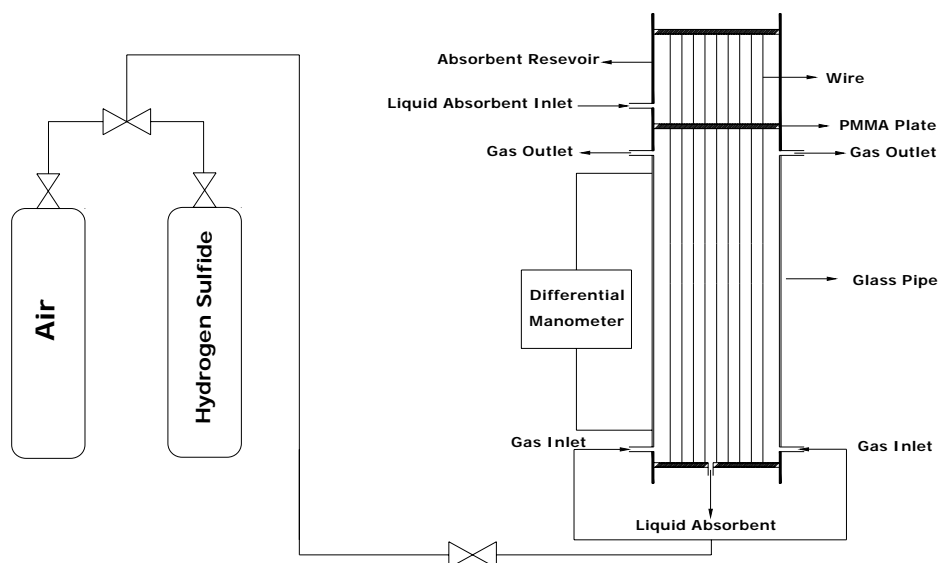 Absorbent Resevoir
Wire
Liquid Absorbent Inlet
PMMA Plate
Gas Outlet
Gas Outlet
Air
Hydrogen Sulfide
Glass Pipe
Differential
Manometer
Gas Inlet
Gas Inlet
Liquid Absorbent